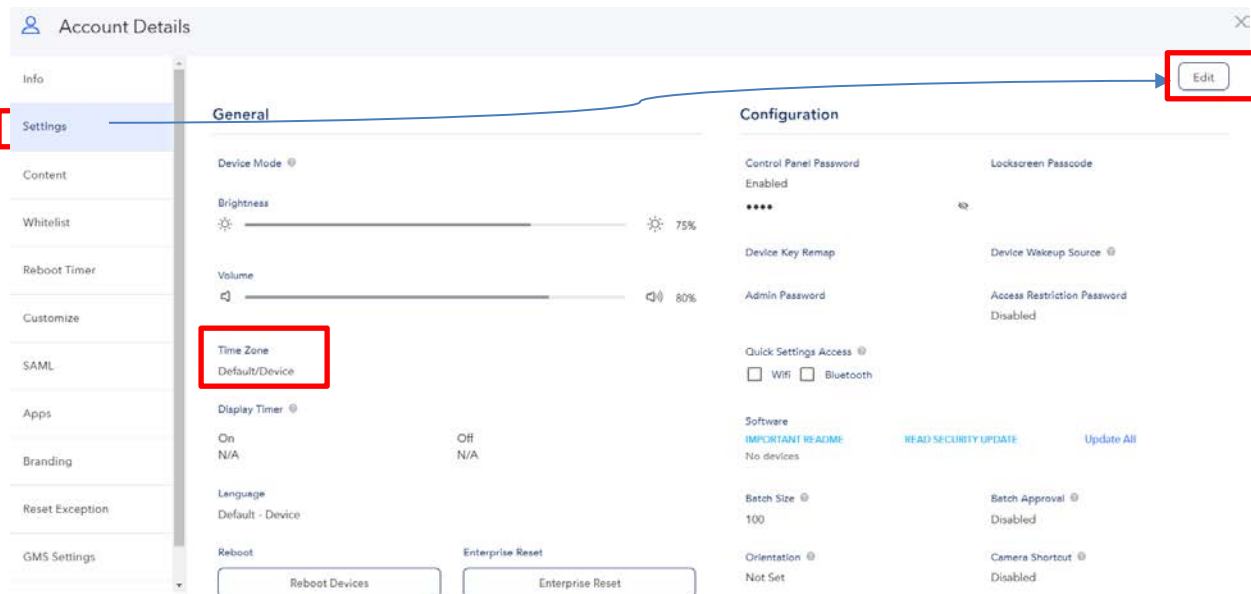 Account Details
Edit
Info
Settings
Content
Whitelist
Reboot Timer
Customize
SAML
Apps
Branding
Reset Exception
GMS Settings
General
Device Mode
Brightness
75%
Volume
80%
Time Zone
Default/Device
Display Timer
On Off
N/A N/A
Language
Default - Device
Reboot Enterprise Reset
Reboot Devices Enterprise Reset
Configuration
Control Panel Password Lockscreen Passcode
Enabled
••••
Device Key Remap Device Wakeup Source
Admin Password Access Restriction Password
Disabled
Quick Settings Access
Wifi Bluetooth
Software
IMPORTANT README READ SECURITY UPDATE Update All
No devices
Batch Size Batch Approval
100 Disabled
Orientation Camera Shortcut
Not Set Disabled